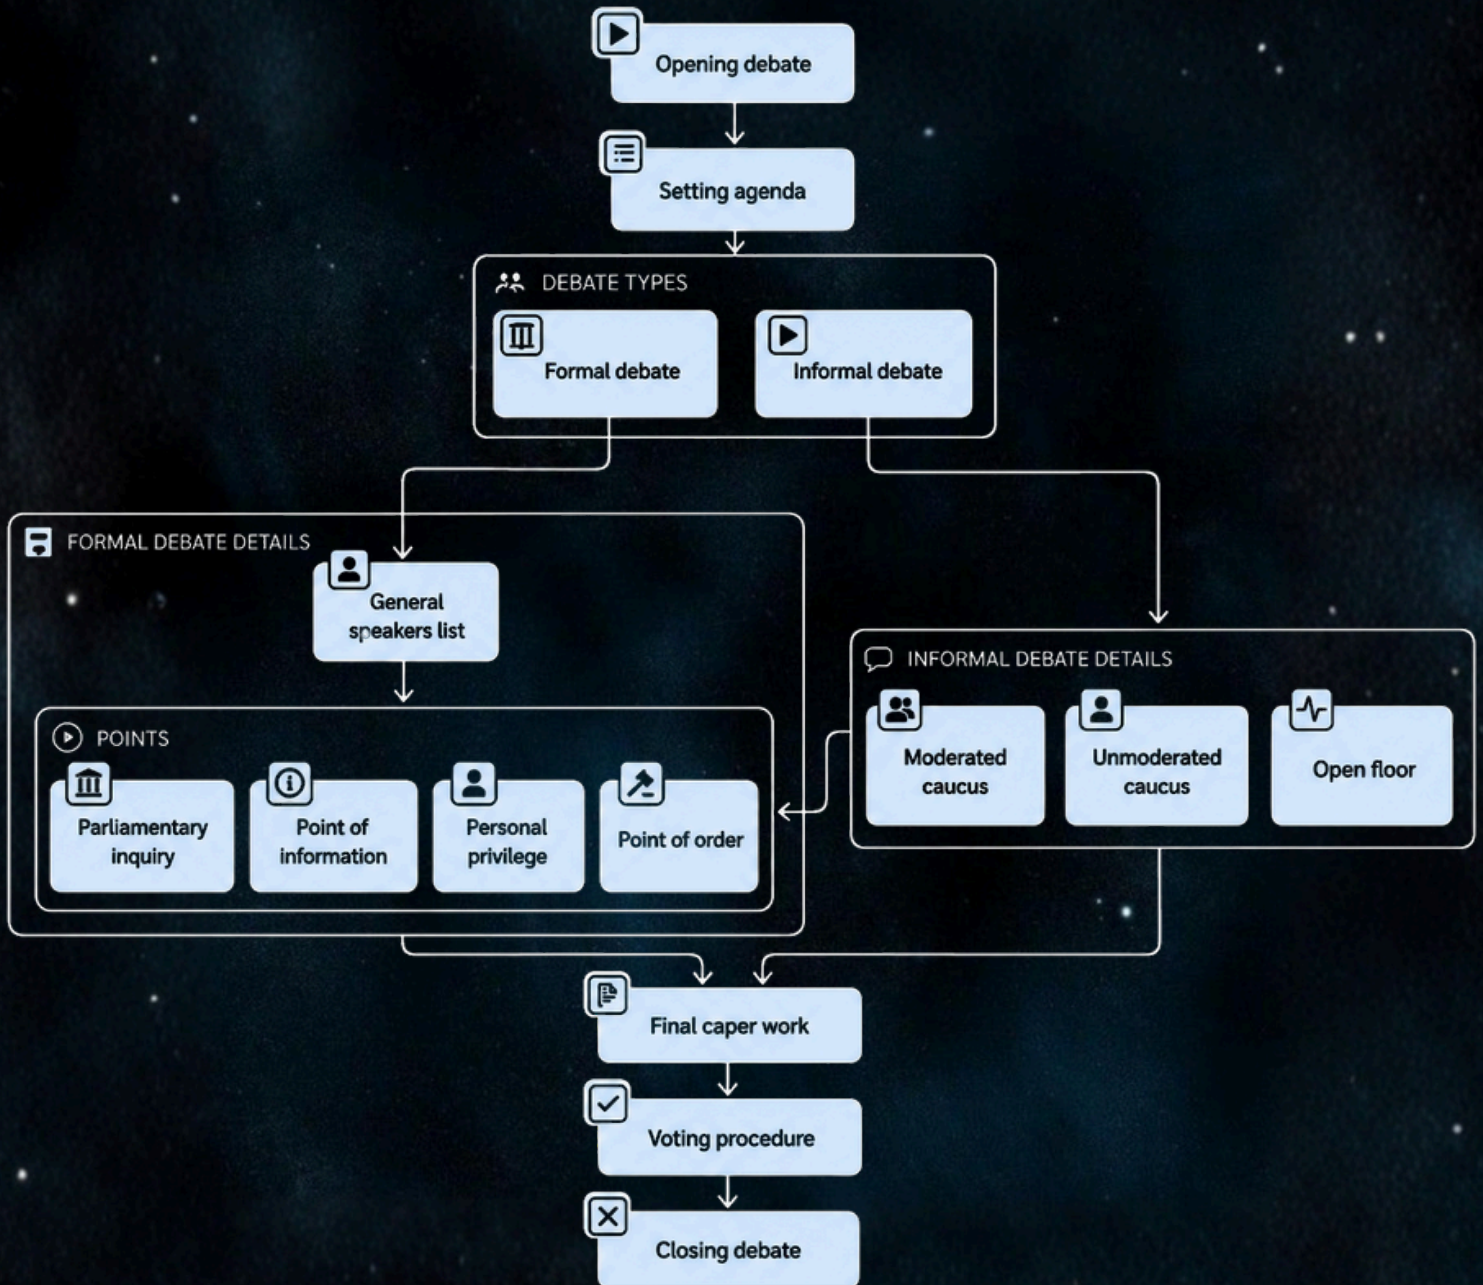 Opening debate
Setting agenda
DEBATE TYPES
Formal debate
Informal debate
FORMAL DEBATE DETAILS
General
speakers list
POINTS
Parliamentary
inquiry
Point of
information
Personal
privilege
Point of order
INFORMAL DEBATE DETAILS
Moderated
caucus
Unmoderated
caucus
Open floor
Final caper work
Voting procedure
Closing debate